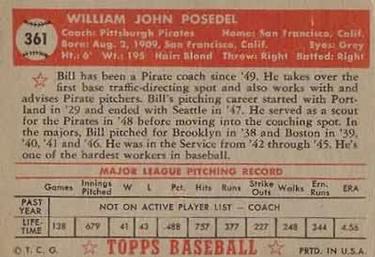 361
WILLIAM JOHN POSEDEL
Coach: Pittsburgh Pirates Home: San Francisco, Calif.
Born: Aug. 2, 1909, San Francisco, Calif. Eyes: Grey
Ht.: 6' Wt.: 195 Hair: Blond Throw: Right Batted: Right
Bill has been a Pirate coach since '49. He takes over the
first base traffic-directing spot and also works with and
advises Pirate pitchers. Bill's pitching career started with Port-
land in '29 and ended with Seattle in '47. He served as a scout
for the Pirates in '48 before moving into the coaching spot. In
the majors, Bill pitched for Brooklyn in '38 and Boston in '39,
'40, '41 and '46. He was in the Service from '42 through '45. He's
one of the hardest workers in baseball.
MAJOR LEAGUE PITCHING RECORD
Games Innings Pitched W L Pct. Hits Runs Strike Outs Walks Ern. Runs ERA
PAST YEAR NOT ON ACTIVE PLAYER LIST — COACH
LIFE-TIME 138 679 41 43 .488 757 377 227 248 344 4.56
© T. C. G. TOPPS BASEBALL PRTD. IN U.S.A.